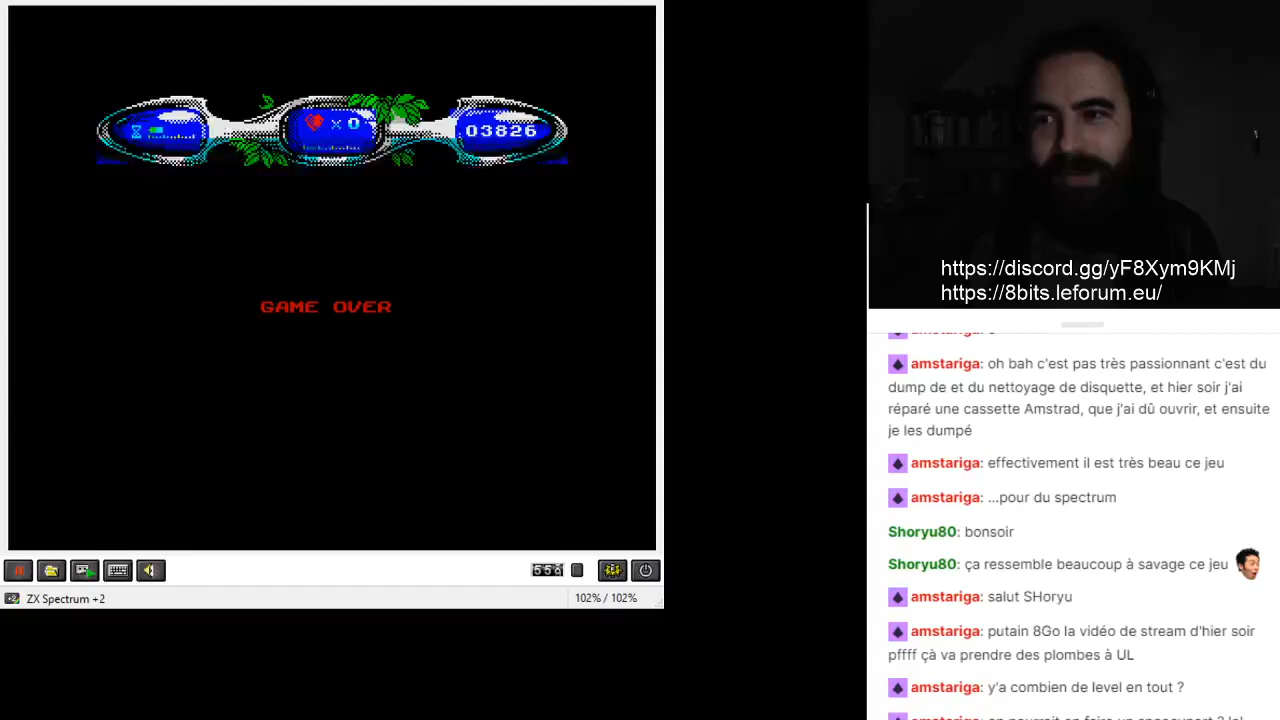 x 0
03826
GAME OVER
558
ZX Spectrum +2
102% / 102%
https://discord.gg/yF8Xym9KMj
https://8bits.leforum.eu/
amstariga: oh bah c'est pas très passionnant c'est du
dump de et du nettoyage de disquette, et hier soir j'ai
réparé une cassette Amstrad, que j'ai dû ouvrir, et ensuite
je les dumpé
amstariga: effectivement il est très beau ce jeu
amstariga: ...pour du spectrum
Shoryu80: bonsoir
Shoryu80: ça ressemble beaucoup à savage ce jeu
amstariga: salut SHoryu
amstariga: putain 8Go la vidéo de stream d'hier soir
pffff çà va prendre des plombes à UL
amstariga: y'a combien de level en tout ?